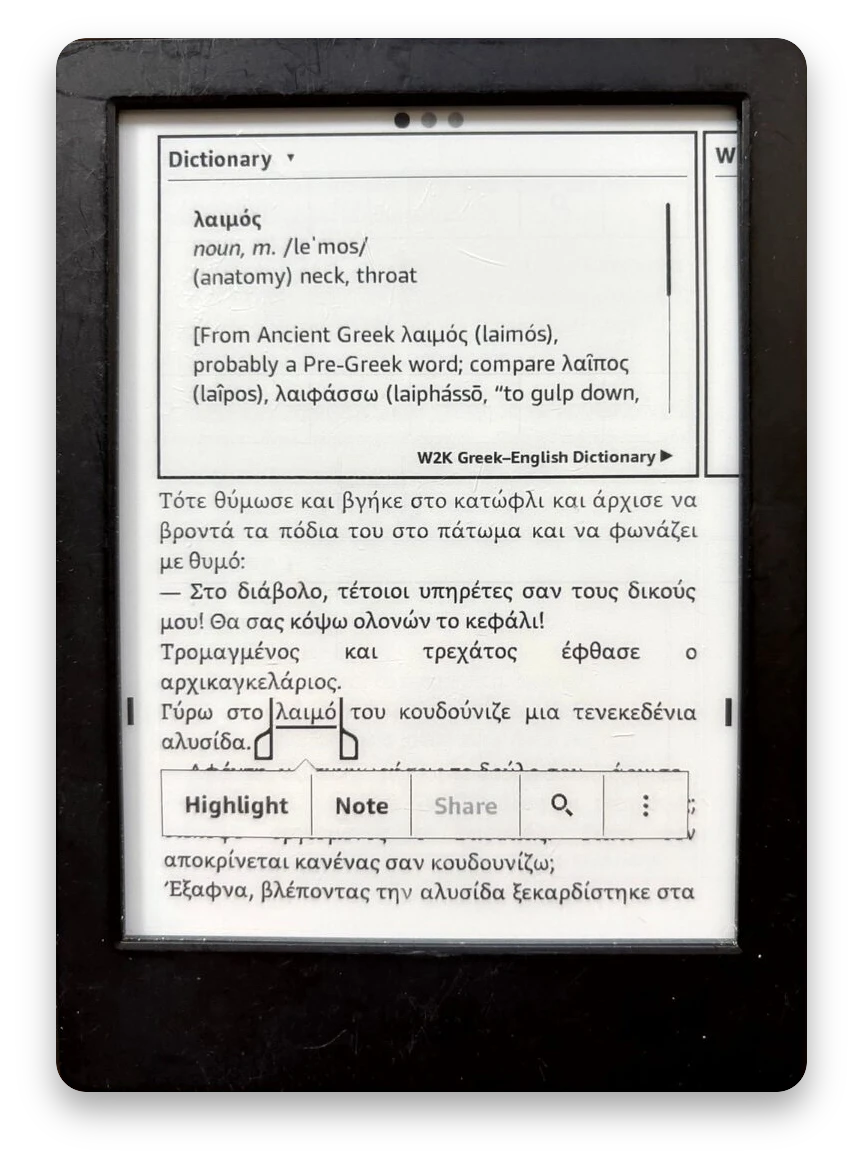 Dictionary ▼
W
λαιμός
noun, m. /leˈmos/
(anatomy) neck, throat
[From Ancient Greek λαιμός (laimós),
probably a Pre-Greek word; compare λαῖπος
(laîpos), λαιφάσσω (laiphássō, “to gulp down,
W2K Greek–English Dictionary ▶
Τότε θύμωσε και βγήκε στο κατώφλι και άρχισε να
βροντά τα πόδια του στο πάτωμα και να φωνάζει
με θυμό:
— Στο διάβολο, τέτοιοι υπηρέτες σαν τους δικούς
μου! Θα σας κόψω ολονών το κεφάλι!
Τρομαγμένος και τρεχάτος έφθασε ο
αρχικαγκελάριος.
Γύρω στο λαιμό του κουδούνιζε μια τενεκεδένια
αλυσίδα.
Highlight Note Share
αποκρίνεται κανένας σαν κουδουνίζω;
Έξαφνα, βλέποντας την αλυσίδα ξεκαρδίστηκε στα